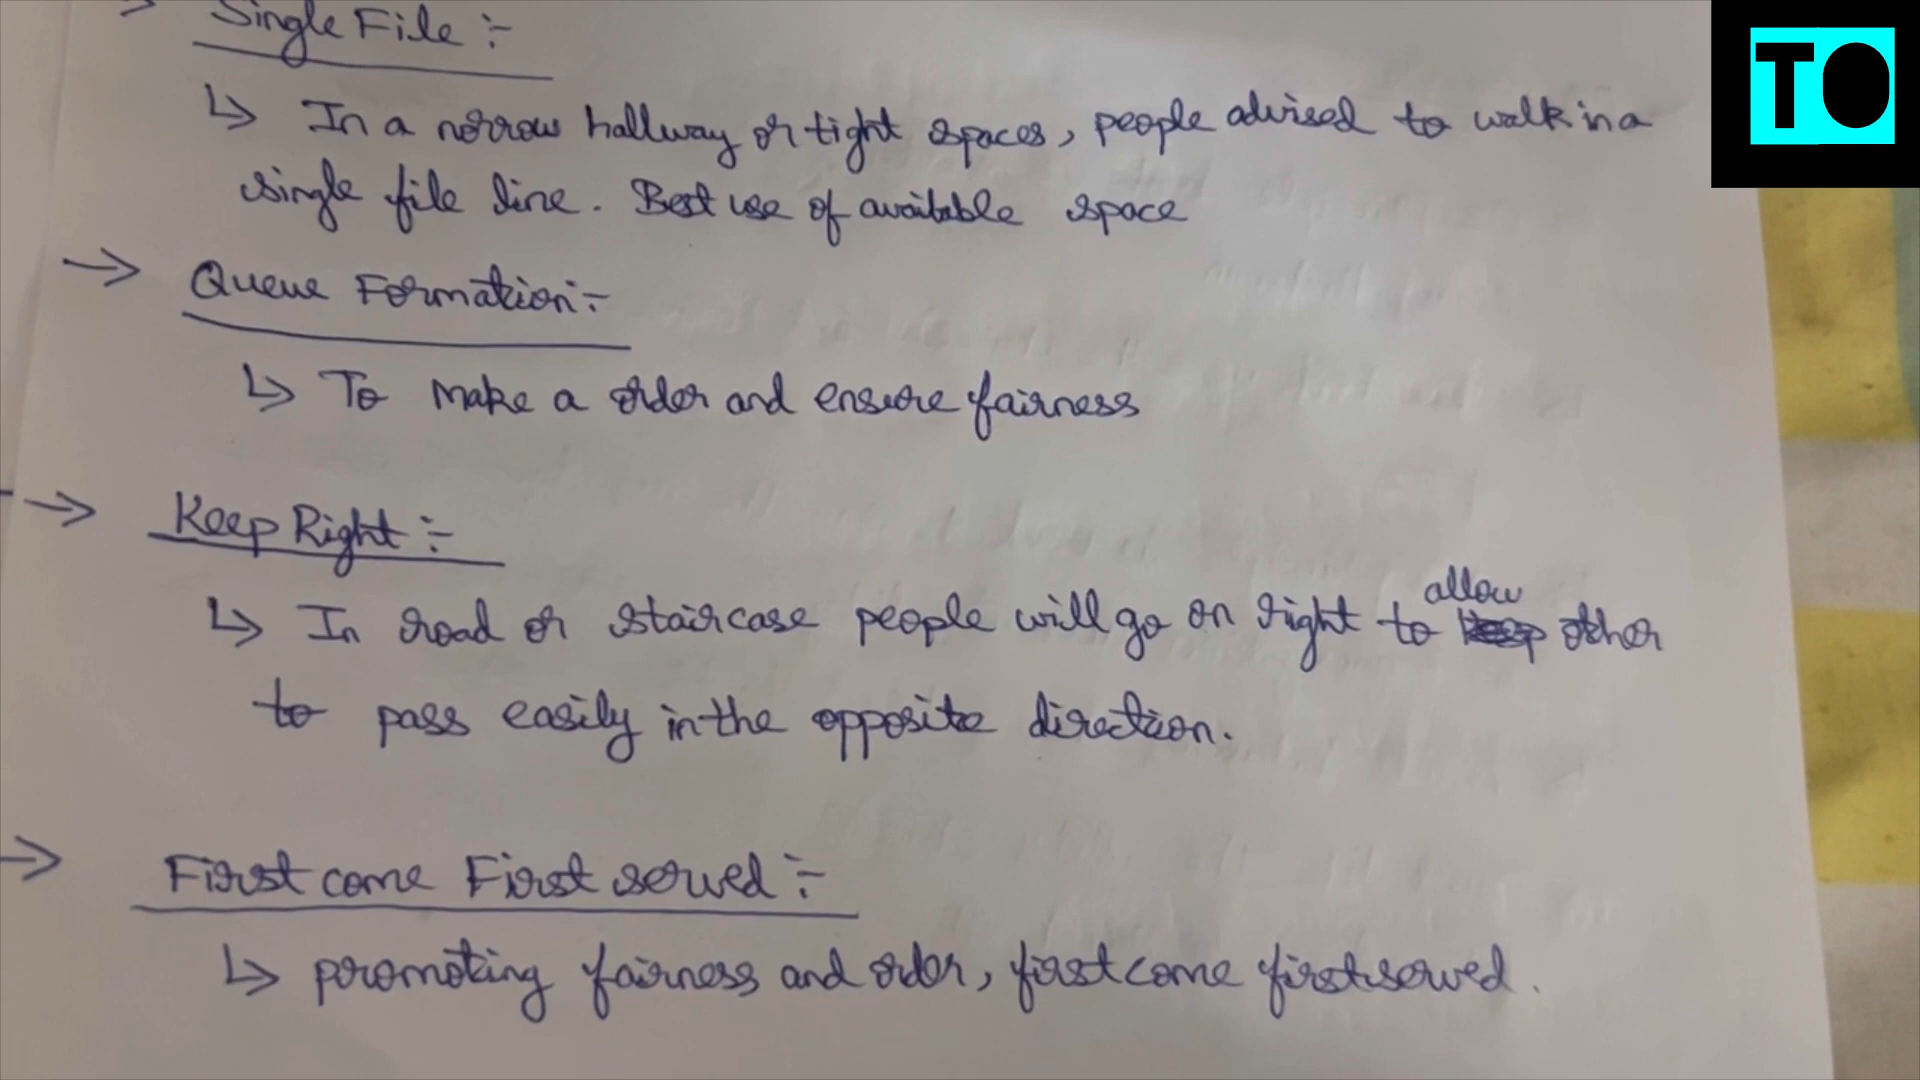 → Single File :-
↳ In a norrow hallway or tight spaces, people advised to walk in a
single file line. Best use of available space
→ Queue Formation :-
↳ To make a order and ensure fairness
→ Keep Right :-
↳ In road or staircase people will go on right to allow other
to pass easily in the opposite direction.
→ First come First served :-
↳ promoting fairness and order, first come first served.
TO